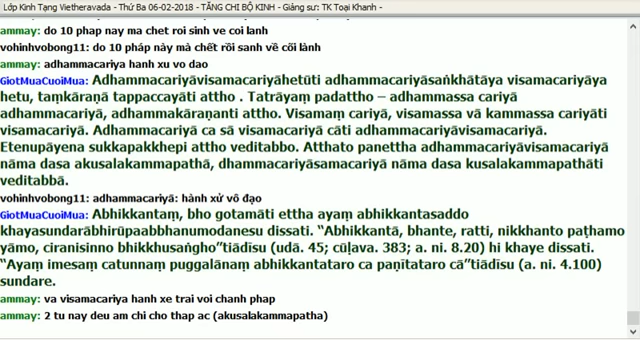 Lớp Kinh Tạng Vietheravada - Thứ Ba 06-02-2018 - TĂNG CHI BỘ KINH - Giảng sư: TK Toại Khanh -
ammay: do 10 phap nay ma chet roi sinh ve coi lanh
vohinhvobong11: do 10 pháp này mà chết rồi sanh về cõi lành
ammay: adhammacariya hanh xu vo dao
GiotMuaCuoiMua: Adhammacariyāvisamacariyāhetūti adhammacariyāsaṅkhātāya visamacariyāya
hetu, taṃkāraṇā tappaccayāti attho . Tatrāyaṃ padattho – adhammassa cariyā
adhammacariyā, adhammakāraṇanti attho. Visamaṃ cariyā, visamassa vā kammassa cariyāti
visamacariyā. Adhammacariyā ca sā visamacariyā cāti adhammacariyāvisamacariyā.
Etenupāyena sukkapakkhepi attho veditabbo. Atthato panettha adhammacariyāvisamacariyā
nāma dasa akusalakammapathā, dhammacariyāsamacariyā nāma dasa kusalakammapathāti
veditabbā.
vohinhvobong11: adhammacariyā: hành xử vô đạo
GiotMuaCuoiMua: Abhikkantaṃ, bho gotamāti ettha ayaṃ abhikkantasaddo
khayasundarābhirūpaabbhanumodanesu dissati. “Abhikkantā, bhante, ratti, nikkhanto paṭhamo
yāmo, ciranisinno bhikkhusaṅgho”tiādīsu (udā. 45; cūḷava. 383; a. ni. 8.20) hi khaye dissati.
“Ayaṃ imesaṃ catunnaṃ puggalānaṃ abhikkantataro ca paṇītataro cā”tiādīsu (a. ni. 4.100)
sundare.
ammay: va visamacariya hanh xe trai voi chanh phap
ammay: 2 tu nay deu am chi cho thap ac (akusalakammapatha)